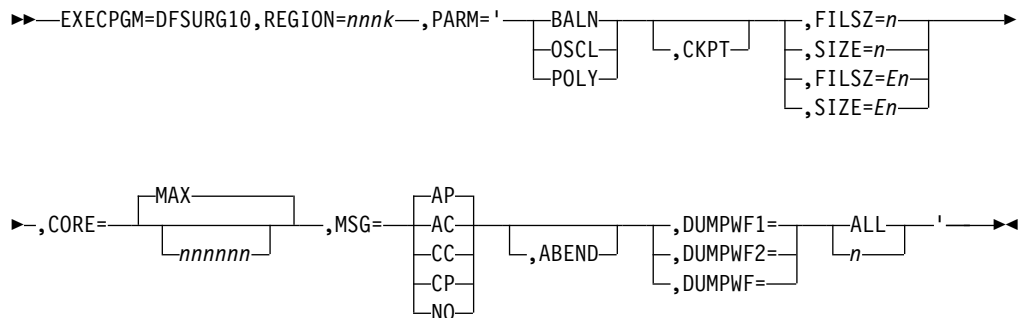 EXECPGM=DFSURG10,REGION=nnnk ,PARM=' BALN ,FILSZ=n
OSCL ,CKPT ,SIZE=n
POLY ,FILSZ=En
,SIZE=En
MAX AP
,CORE= ,MSG= AC ,DUMPWF1= ALL '
nnnnnn CC ,ABEND ,DUMPWF2= n
CP ,DUMPWF=
NO